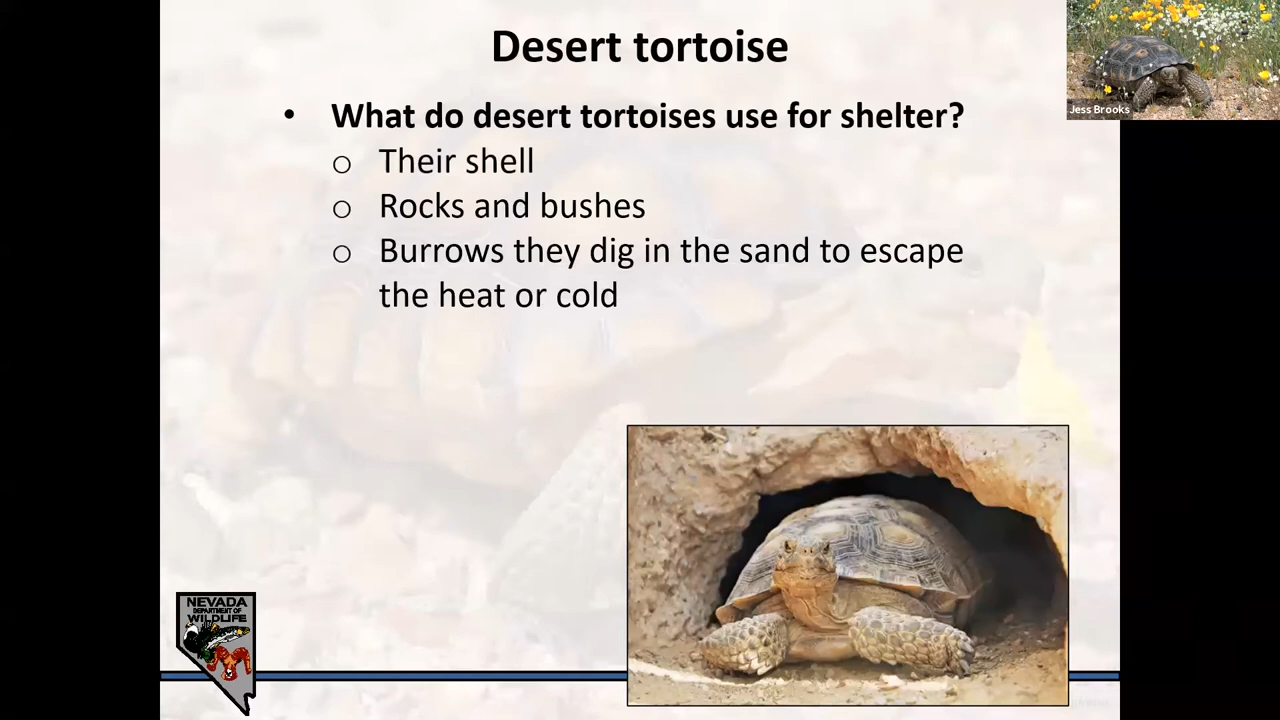 Desert tortoise
Jess Brooks
• What do desert tortoises use for shelter?
o Their shell
o Rocks and bushes
o Burrows they dig in the sand to escape
the heat or cold
NEVADA
DEPARTMENT OF
WILDLIFE